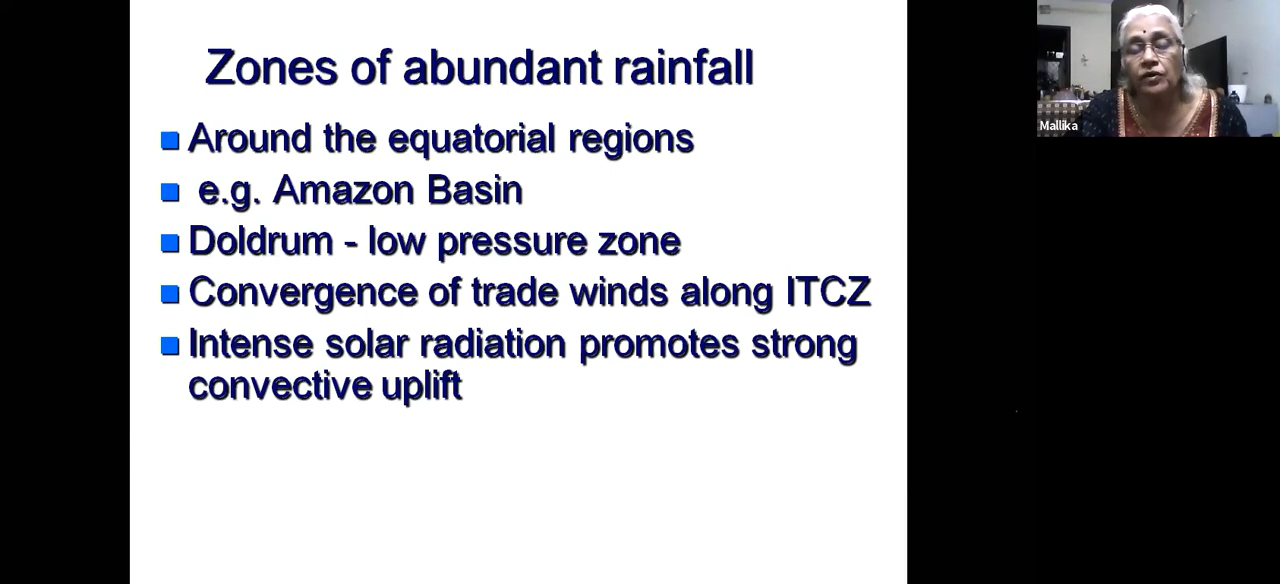 Zones of abundant rainfall
Around the equatorial regions
e.g. Amazon Basin
Doldrum - low pressure zone
Convergence of trade winds along ITCZ
Intense solar radiation promotes strong
convective uplift
Mallika